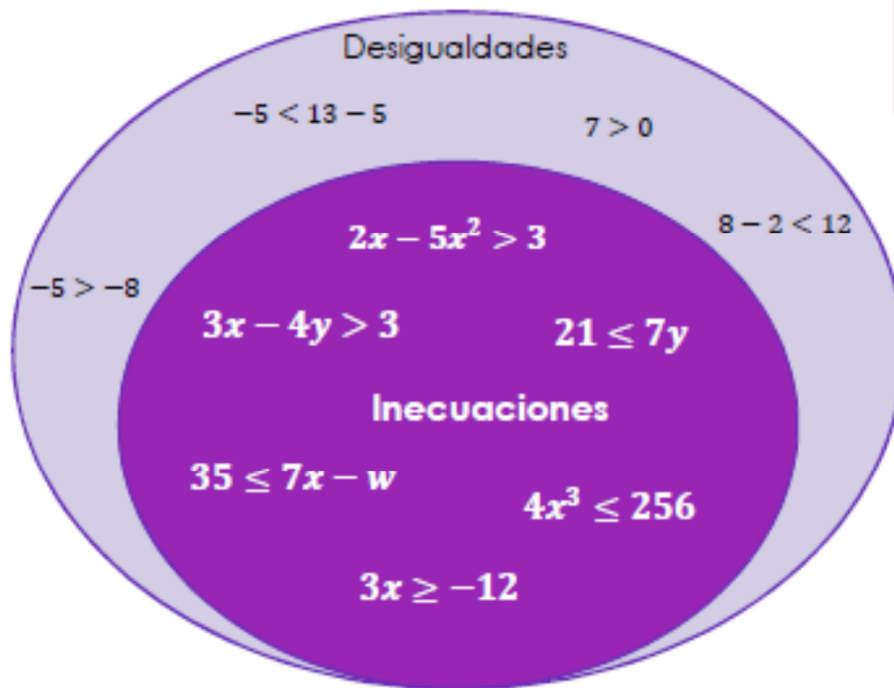 Desigualdades
−5 < 13 − 5
7 > 0
8 − 2 < 12
−5 > −8
2x − 5x² > 3
3x − 4y > 3
21 ≤ 7y
Inecuaciones
35 ≤ 7x − w
4x³ ≤ 256
3x ≥ −12